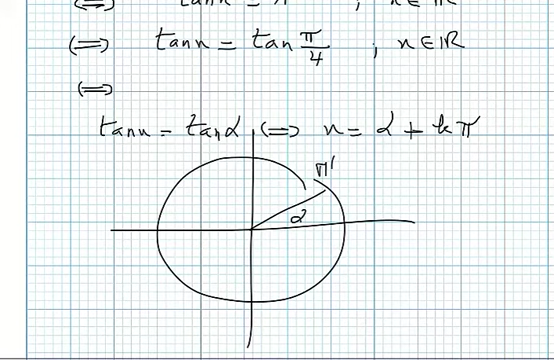 (⟺) tan x = tan π/4 ; x ∈ ℝ
(⟺)
tan x = tan α (⟺) x = α + kπ
π'
α